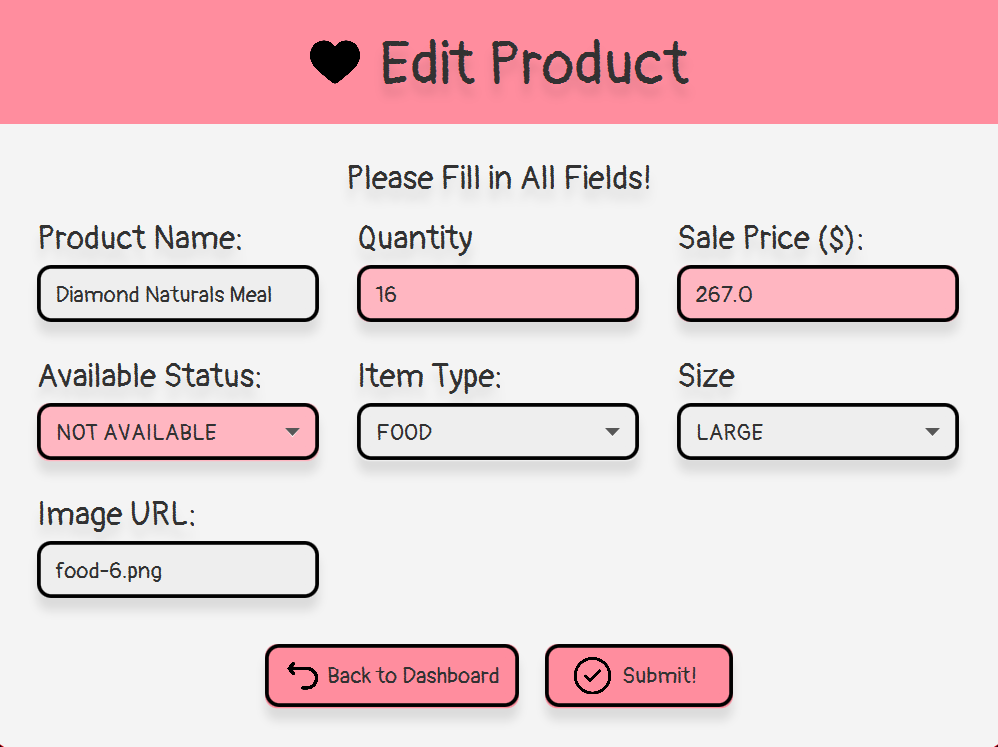 Edit Product
Please Fill in All Fields!
Product Name:
Quantity
Sale Price ($):
Diamond Naturals Meal
16
267.0
Available Status:
Item Type:
Size
NOT AVAILABLE
FOOD
LARGE
Image URL:
food-6.png
Back to Dashboard
Submit!